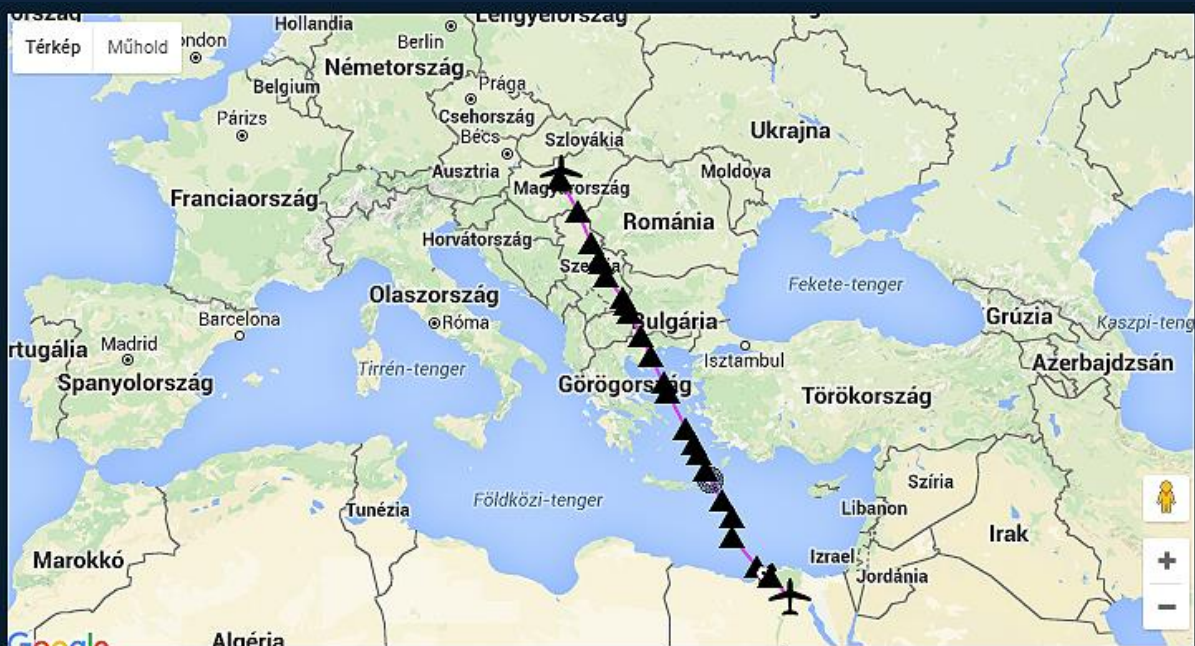 Térkép
Műhold
ország
Hollandia
Lengyelország
ondon
Berlin
Németország
Belgium
Prága
Csehország
Párizs
Bécs
Szlovákia
Ukrajna
Ausztria
Moldova
Magyarország
Franciaország
Románia
Horvátország
Fekete-tenger
Olaszország
Barcelona
Róma
Bulgária
Grúzia
Kaszpi-teng
rtugália
Madrid
Isztambul
Azerbajdzsán
Tirrén-tenger
Spanyolország
Görögország
Törökország
Szíria
Földközi-tenger
Tunézia
Libanon
Irak
Marokkó
Izrael
Jordánia
Algéria
Google
+
−